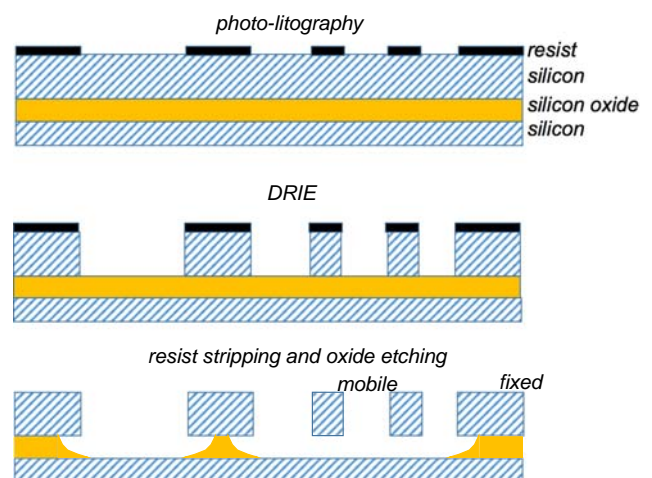 photo-litography
resist
silicon
silicon oxide
silicon
DRIE
resist stripping and oxide etching
mobile
fixed